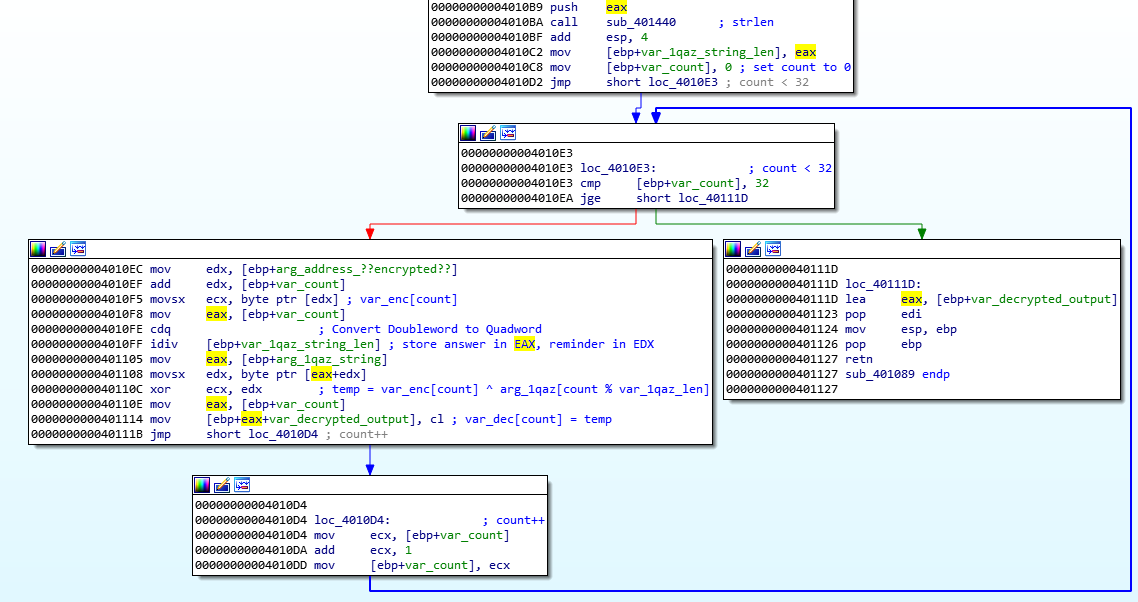 00000000004010B9 push    eax
00000000004010BA call    sub_401440      ; strlen
00000000004010BF add     esp, 4
00000000004010C2 mov     [ebp+var_1qaz_string_len], eax
00000000004010C8 mov     [ebp+var_count], 0 ; set count to 0
00000000004010D2 jmp     short loc_4010E3 ; count < 32
00000000004010E3
00000000004010E3 loc_4010E3:             ; count < 32
00000000004010E3 cmp     [ebp+var_count], 32
00000000004010EA jge     short loc_40111D
00000000004010EC mov     edx, [ebp+arg_address_??encrypted??]
00000000004010EF add     edx, [ebp+var_count]
00000000004010F5 movsx   ecx, byte ptr [edx] ; var_enc[count]
00000000004010F8 mov     eax, [ebp+var_count]
00000000004010FE cdq                     ; Convert Doubleword to Quadword
00000000004010FF idiv    [ebp+var_1qaz_string_len] ; store answer in EAX, reminder in EDX
0000000000401105 mov     eax, [ebp+arg_1qaz_string]
0000000000401108 movsx   edx, byte ptr [eax+edx]
000000000040110C xor     ecx, edx        ; temp = var_enc[count] ^ arg_1qaz[count % var_1qaz_len]
000000000040110E mov     eax, [ebp+var_count]
0000000000401114 mov     [ebp+eax+var_decrypted_output], cl ; var_dec[count] = temp
000000000040111B jmp     short loc_4010D4 ; count++
000000000040111D
000000000040111D loc_40111D:
000000000040111D lea     eax, [ebp+var_decrypted_output]
0000000000401123 pop     edi
0000000000401124 mov     esp, ebp
0000000000401126 pop     ebp
0000000000401127 retn
0000000000401127 sub_401089 endp
0000000000401127
00000000004010D4
00000000004010D4 loc_4010D4:             ; count++
00000000004010D4 mov     ecx, [ebp+var_count]
00000000004010DA add     ecx, 1
00000000004010DD mov     [ebp+var_count], ecx